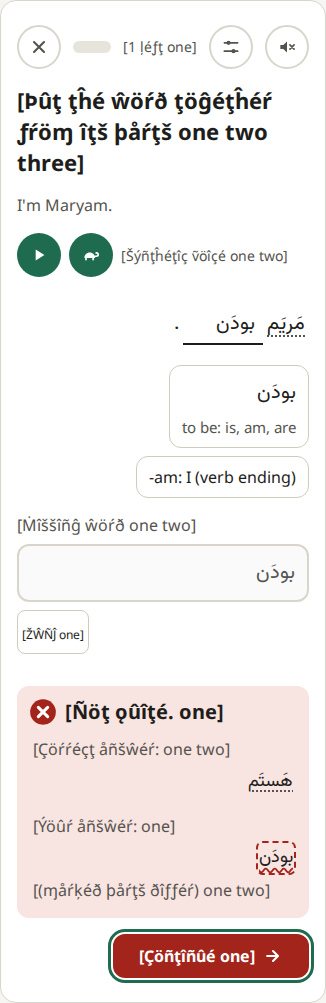 [1 ļéƒţ one]
[Þûţ ţĥé ŵöŕð ţöĝéţĥéŕ
ƒŕöɱ îţš þåŕţš one two
three]
I'm Maryam.
[Šýñţĥéţîç ṽöîçé one two]
مَریَم بودَن .
بودَن
to be: is, am, are
-am: I (verb ending)
[Ṁîššîñĝ ŵöŕð one two]
بودَن
[ŽŴÑĴ one]
[Ñöţ ǫûîţé. one]
[Çöŕŕéçţ åñšŵéŕ: one two]
هَستَم
[Ýöûŕ åñšŵéŕ: one]
بودَن
[(ɱåŕķéð þåŕţš ðîƒƒéŕ) one two]
[Çöñţîñûé one]